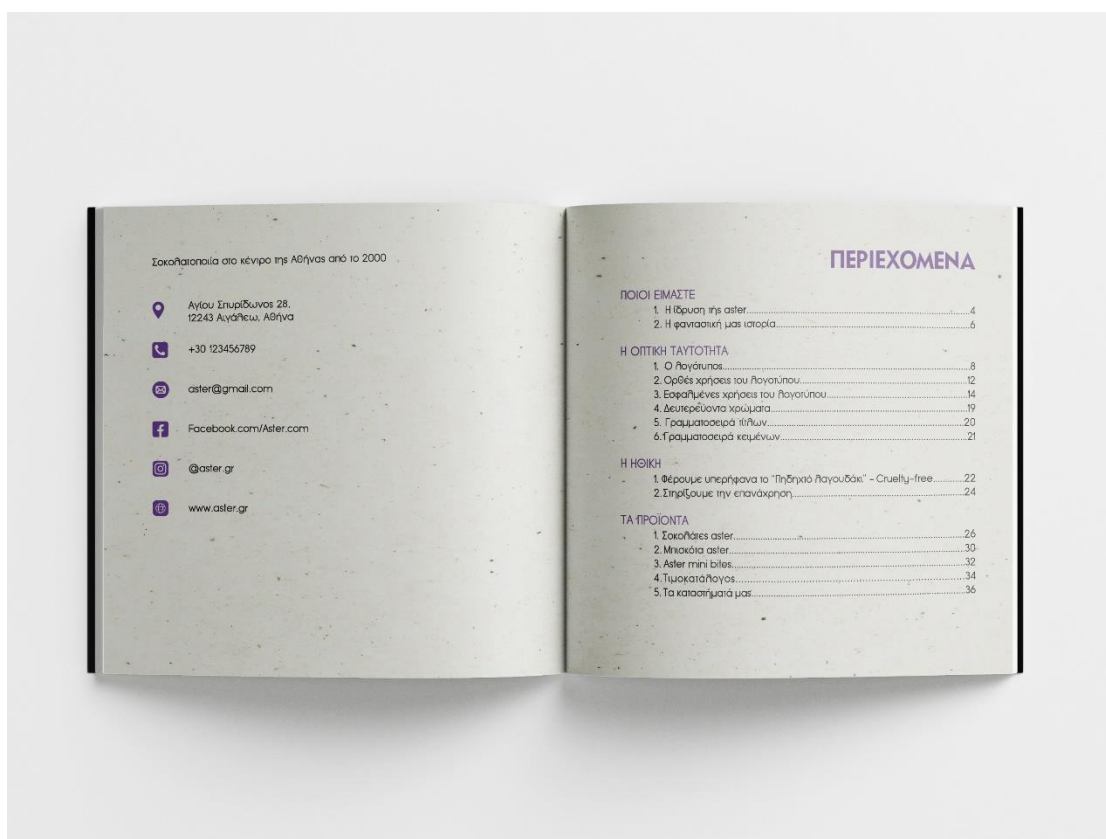 Σοκολατοποιία στο κέντρο της Αθήνας από το 2000
Αγίου Σπυρίδωνος 28,
12243 Αιγάλεω, Αθήνα
+30 123456789
aster@gmail.com
Facebook.com/Aster.com
@aster.gr
www.aster.gr
ΠΕΡΙΕΧΟΜΕΝΑ
ΠΟΙΟΙ ΕΙΜΑΣΤΕ
1. Η ίδρυση της aster 4
2. Η φανταστική μας ιστορία 6
Η ΟΠΤΙΚΗ ΤΑΥΤΟΤΗΤΑ
1. Ο λογότυπος 8
2. Ορθές χρήσεις του λογοτύπου 12
3. Εσφαλμένες χρήσεις του λογοτύπου 14
4. Δευτερεύοντα χρώματα 19
5. Γραμματοσειρά τίτλων 20
6. Γραμματοσειρά κειμένων 21
Η ΗΘΙΚΗ
1. Φέρουμε υπερήφανα το "Πηδηχτό λαγουδάκι" - Cruelty-free 22
2. Στηρίζουμε την επανάχρηση 24
ΤΑ ΠΡΟΪΟΝΤΑ
1. Σοκολάτες aster 26
2. Μπισκότα aster 30
3. Aster mini bites 32
4. Τιμοκατάλογος 34
5. Τα καταστήματά μας 36